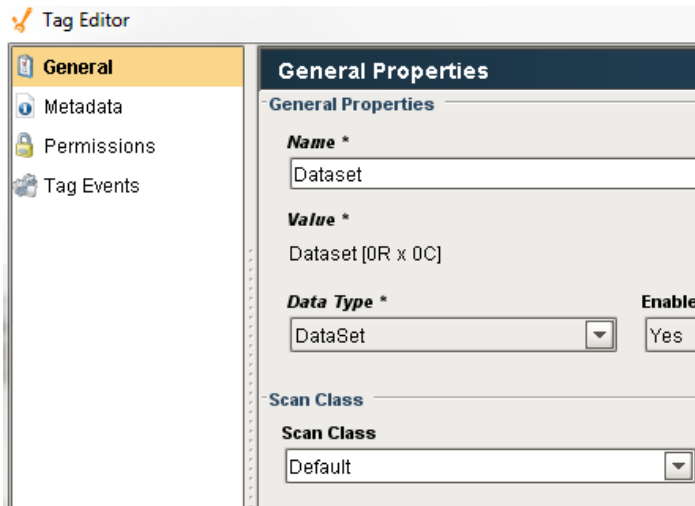 Tag Editor
General
Metadata
Permissions
Tag Events
General Properties
General Properties
Name *
Dataset
Value *
Dataset [0R x 0C]
Data Type *
Enable
DataSet
Yes
Scan Class
Scan Class
Default